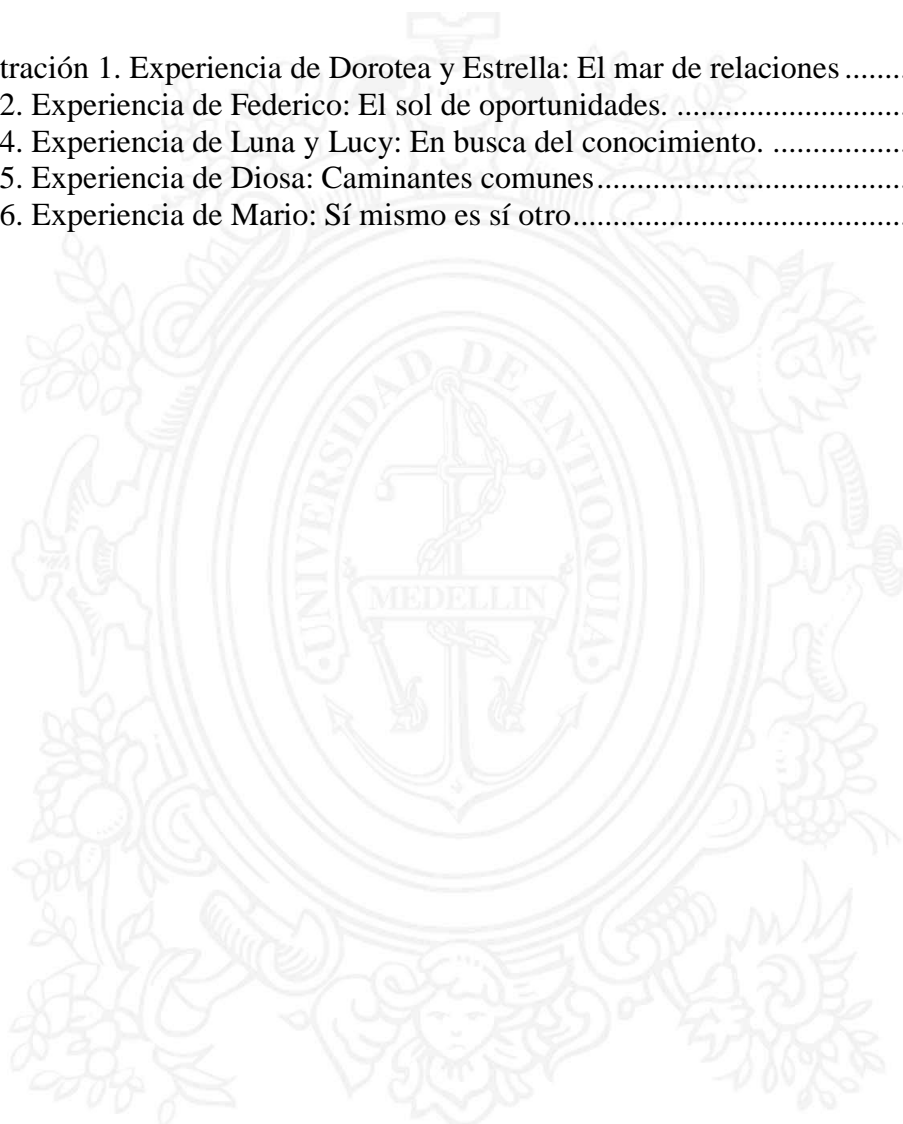 tración 1. Experiencia de Dorotea y Estrella: El mar de relaciones .......
2. Experiencia de Federico: El sol de oportunidades. ...........................
4. Experiencia de Luna y Lucy: En busca del conocimiento. ...............
5. Experiencia de Diosa: Caminantes comunes ....................................
6. Experiencia de Mario: Sí mismo es sí otro .......................................
UNIVERSIDAD DE ANTIOQUIA
MEDELLIN